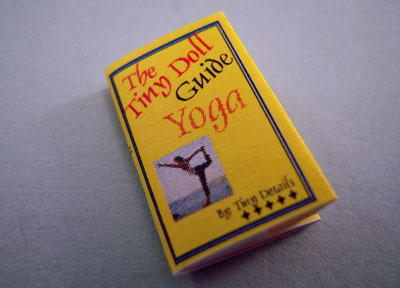 The
Tiny Doll
Guide
Yoga
By: Tiny Details